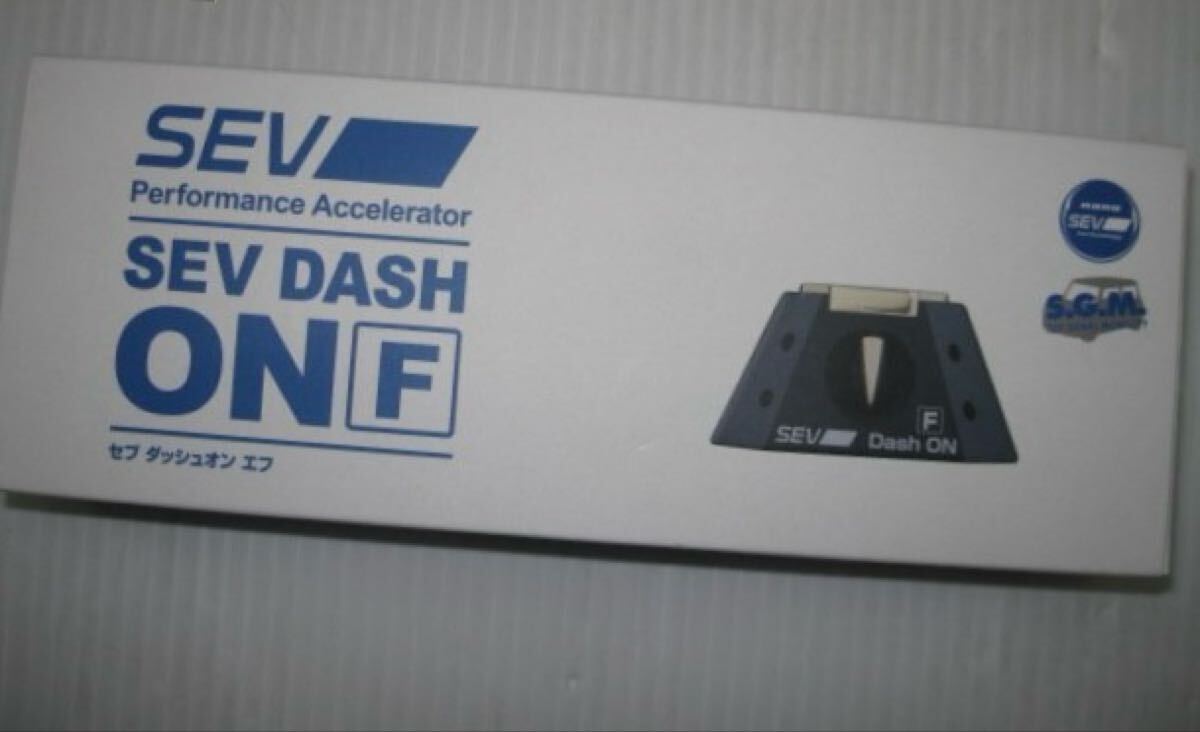 SEV
Performance Accelerator
SEV DASH
ON F
セブ ダッシュオン エフ
nano
SEV
S.G.M.
F
SEV Dash ON